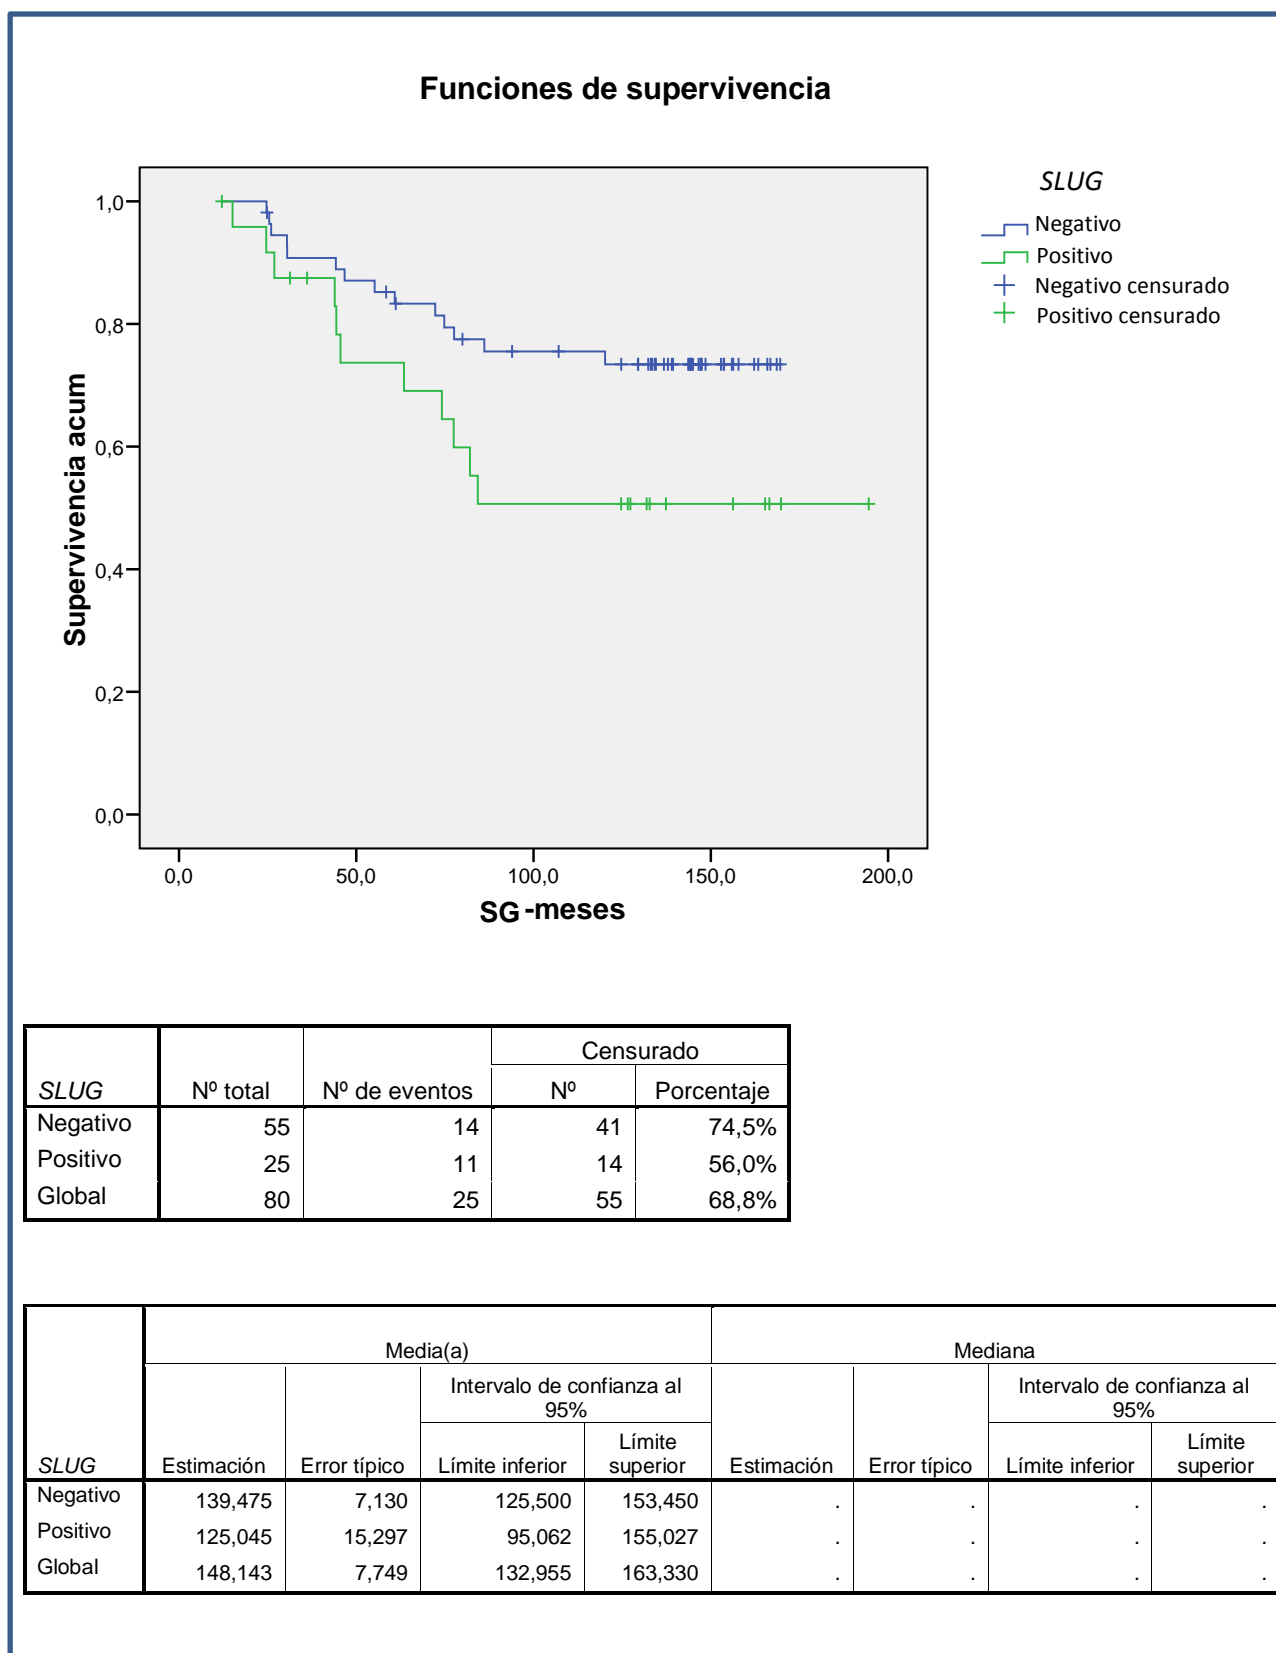 Funciones de supervivencia
SLUG
Negativo
Positivo
Negativo censurado
Positivo censurado
Supervivencia acum
1,0
0,8
0,6
0,4
0,2
0,0
0,0 50,0 100,0 150,0 200,0
SG -meses
Censurado
SLUG Nº total Nº de eventos Nº Porcentaje
Negativo 55 14 41 74,5%
Positivo 25 11 14 56,0%
Global 80 25 55 68,8%
Media(a) Mediana
Intervalo de confianza al Intervalo de confianza al
95% 95%
Límite Límite
SLUG Estimación Error típico Límite inferior superior Estimación Error típico Límite inferior superior
Negativo 139,475 7,130 125,500 153,450 . . . .
Positivo 125,045 15,297 95,062 155,027 . . . .
Global 148,143 7,749 132,955 163,330 . . . .